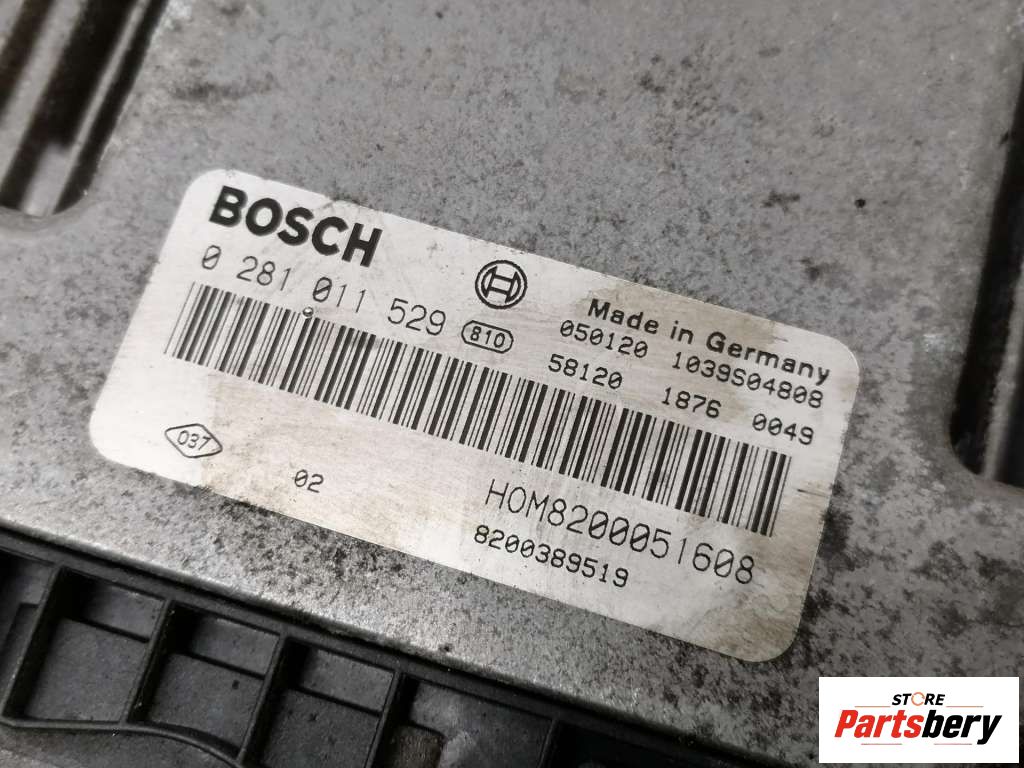 BOSCH
0 281 011 529 810
Made in Germany
050120 1039S04808
58120 1876 0049
037
02
HOM8200051608
8200389519
STORE
Partsbery